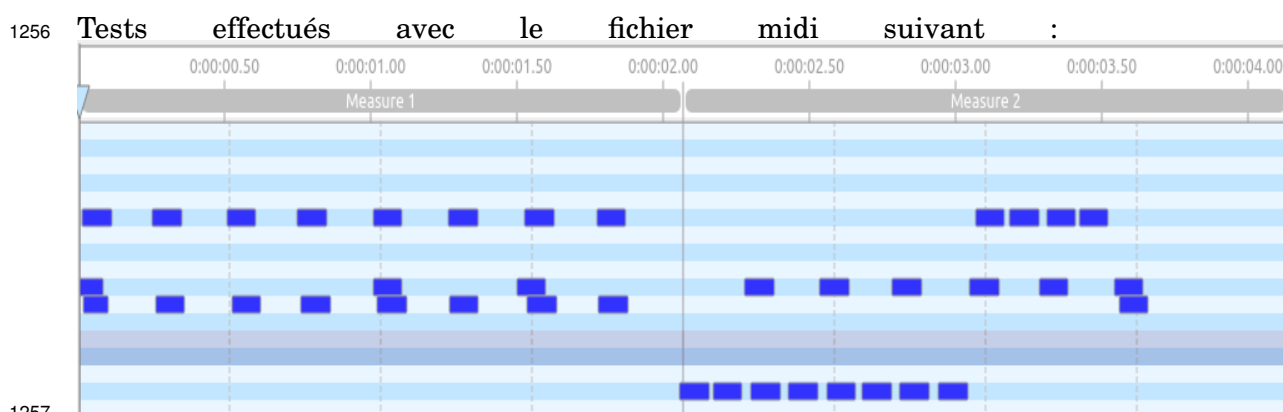 1256 Tests effectués avec le fichier midi suivant :
0:00:00.50 0:00:01.00 0:00:01.50 0:00:02.00 0:00:02.50 0:00:03.00 0:00:03.50 0:00:04.00
Measure 1 Measure 2
1257